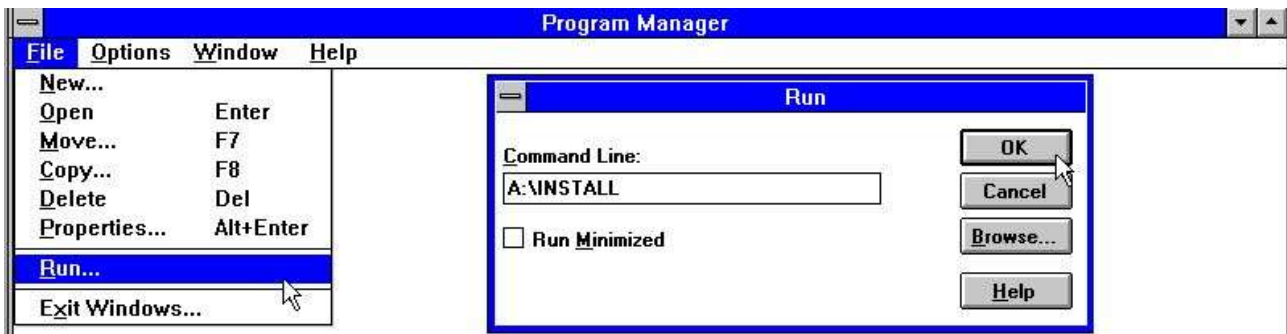 Program Manager
File Options Window Help
New...
Open Enter
Move... F7
Copy... F8
Delete Del
Properties... Alt+Enter
Run...
Exit Windows...
Run
Command Line:
A:\INSTALL
Run Minimized
OK
Cancel
Browse...
Help